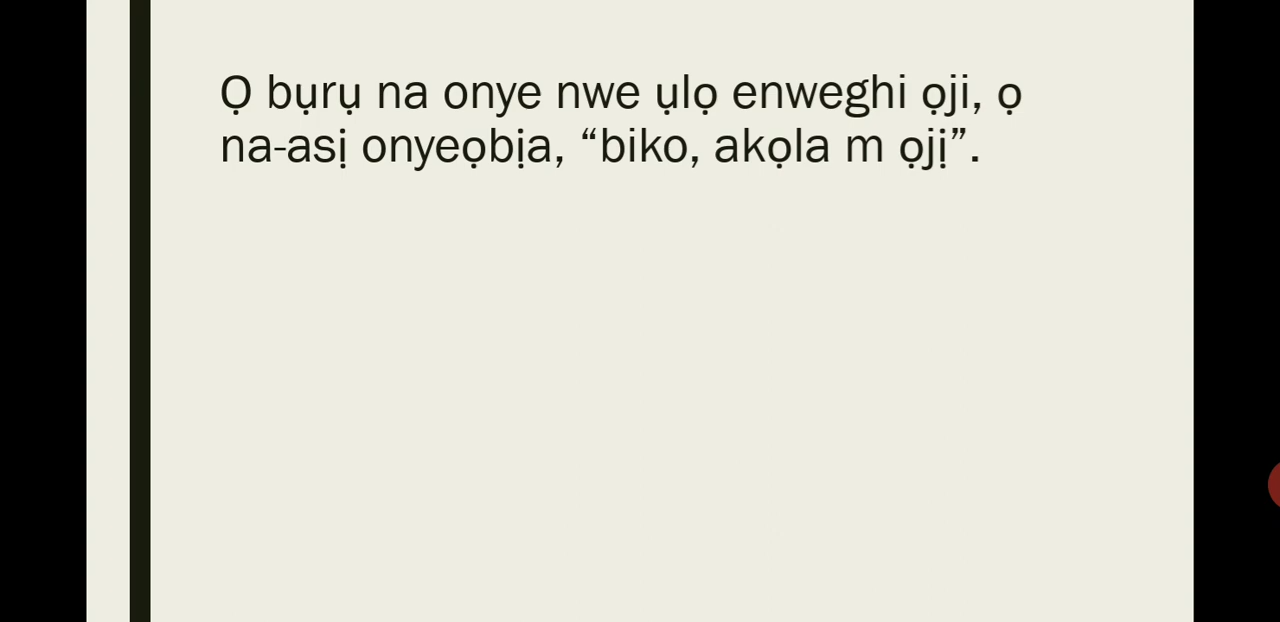 Ọ bụrụ na onye nwe ụlọ enweghi ọji, ọ
na-asị onyeọbịa, “biko, akọla m ọjị”.